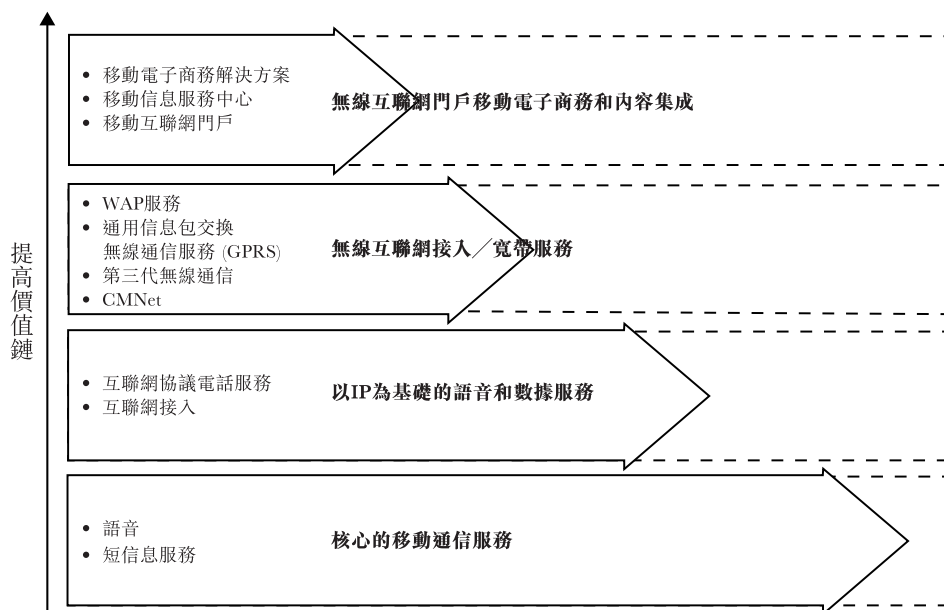 • 移動電子商務解決方案
• 移動信息服務中心
• 移動互聯網門戶
無線互聯網門戶移動電子商務和內容集成
• WAP服務
• 通用信息包交換
無線通信服務 (GPRS)
• 第三代無線通信
• CMNet
無線互聯網接入／寬帶服務
提高價值鏈
• 互聯網協議電話服務
• 互聯網接入
以IP為基礎的語音和數據服務
• 語音
• 短信息服務
核心的移動通信服務